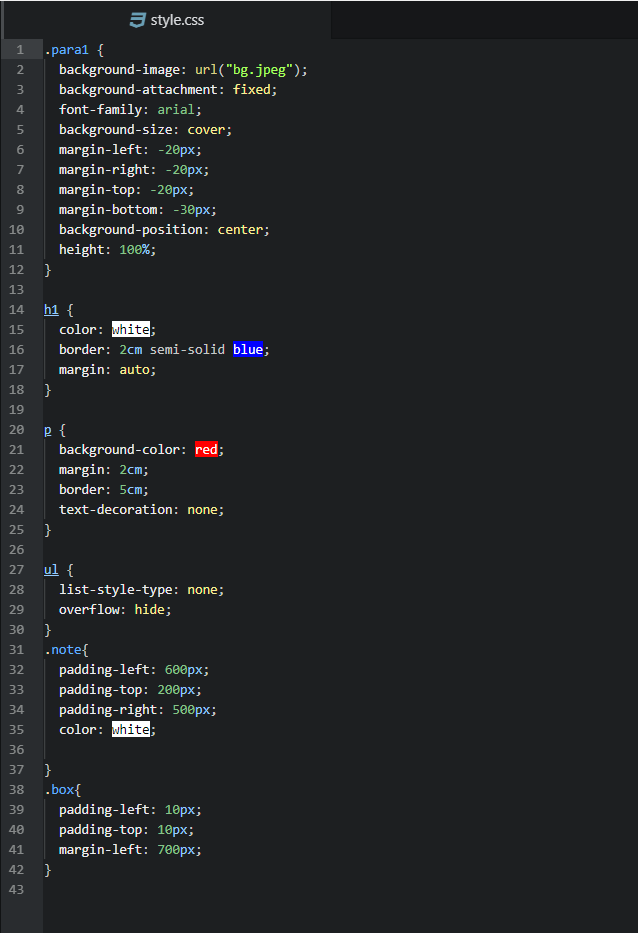 style.css
1 .para1 {
2 background-image: url("bg.jpeg");
3 background-attachment: fixed;
4 font-family: arial;
5 background-size: cover;
6 margin-left: -20px;
7 margin-right: -20px;
8 margin-top: -20px;
9 margin-bottom: -30px;
10 background-position: center;
11 height: 100%;
12 }
13
14 h1 {
15 color: white;
16 border: 2cm semi-solid blue;
17 margin: auto;
18 }
19
20 p {
21 background-color: red;
22 margin: 2cm;
23 border: 5cm;
24 text-decoration: none;
25 }
26
27 ul {
28 list-style-type: none;
29 overflow: hide;
30 }
31 .note{
32 padding-left: 600px;
33 padding-top: 200px;
34 padding-right: 500px;
35 color: white;
36
37 }
38 .box{
39 padding-left: 10px;
40 padding-top: 10px;
41 margin-left: 700px;
42 }
43